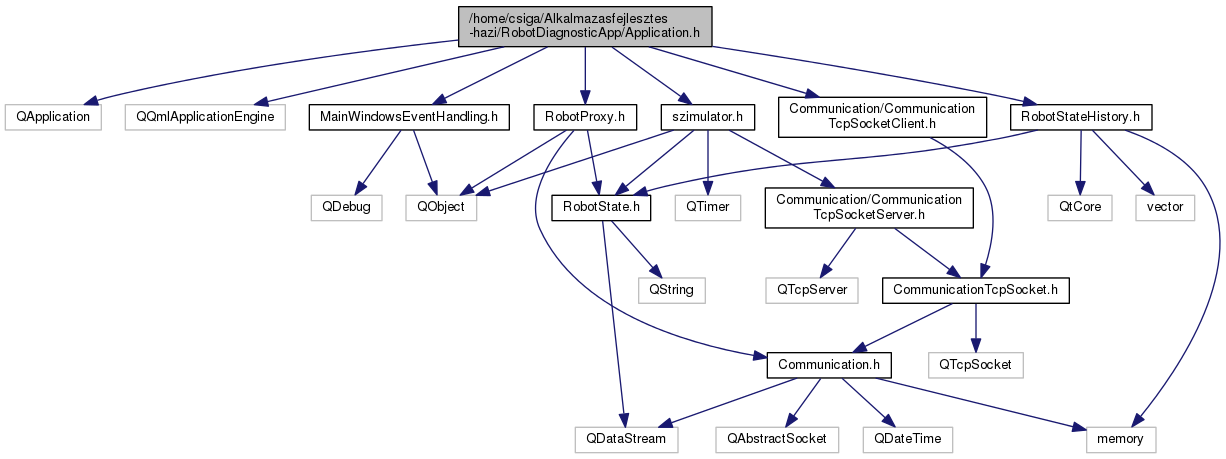 /home/csiga/Alkalmazasfejlesztes
-hazi/RobotDiagnosticApp/Application.h
QApplication
QQmlApplicationEngine
MainWindowsEventHandling.h
RobotProxy.h
szimulator.h
Communication/Communication
TcpSocketClient.h
RobotStateHistory.h
QDebug
QObject
RobotState.h
QTimer
Communication/Communication
TcpSocketServer.h
QtCore
vector
QString
QTcpServer
CommunicationTcpSocket.h
Communication.h
QTcpSocket
QDataStream
QAbstractSocket
QDateTime
memory